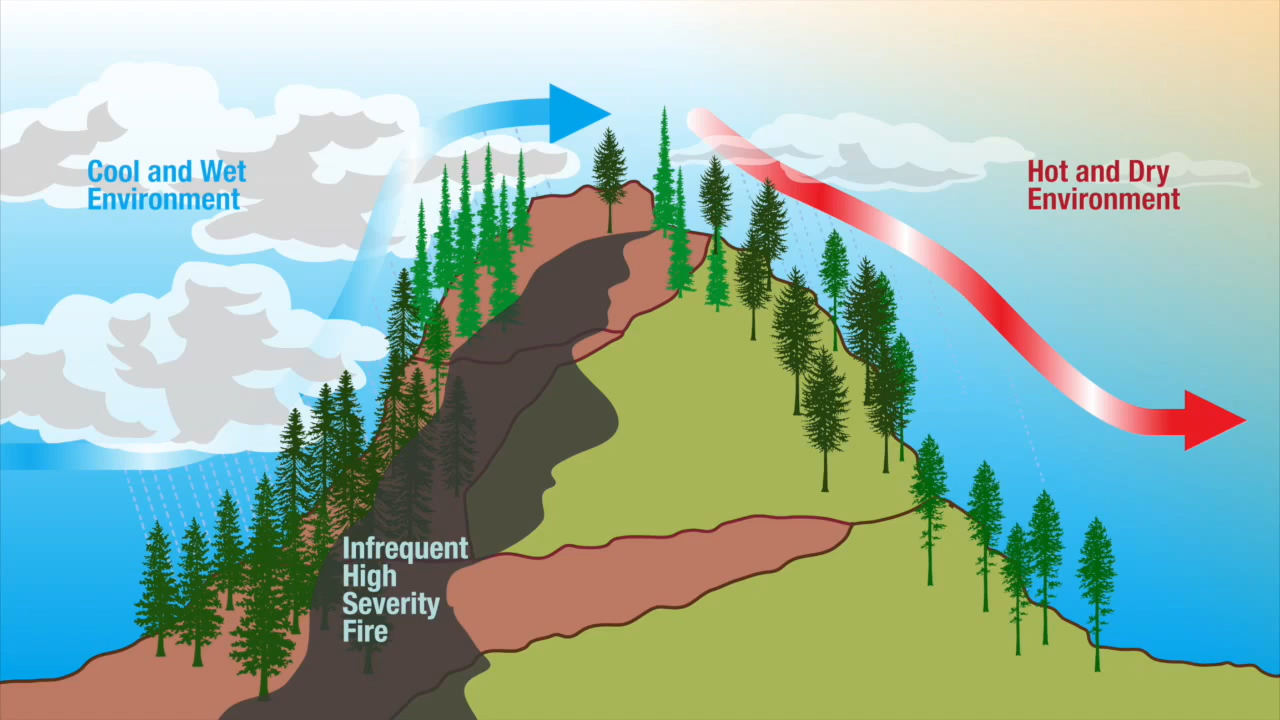 Cool and Wet
Environment
Hot and Dry
Environment
Infrequent
High
Severity
Fire